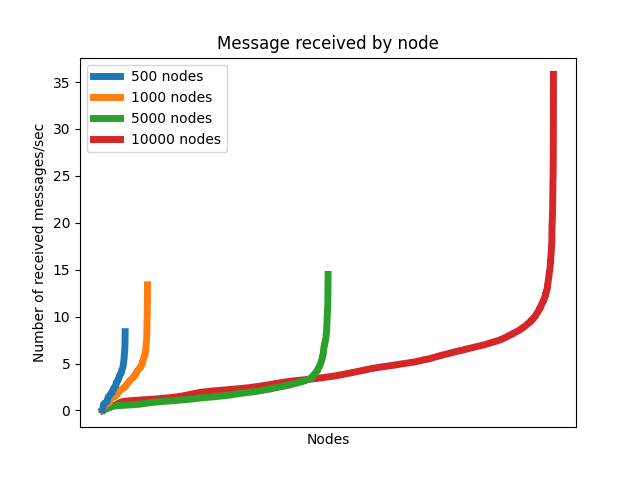 Message received by node
500 nodes
1000 nodes
5000 nodes
10000 nodes
Number of received messages/sec
35
30
25
20
15
10
5
0
Nodes